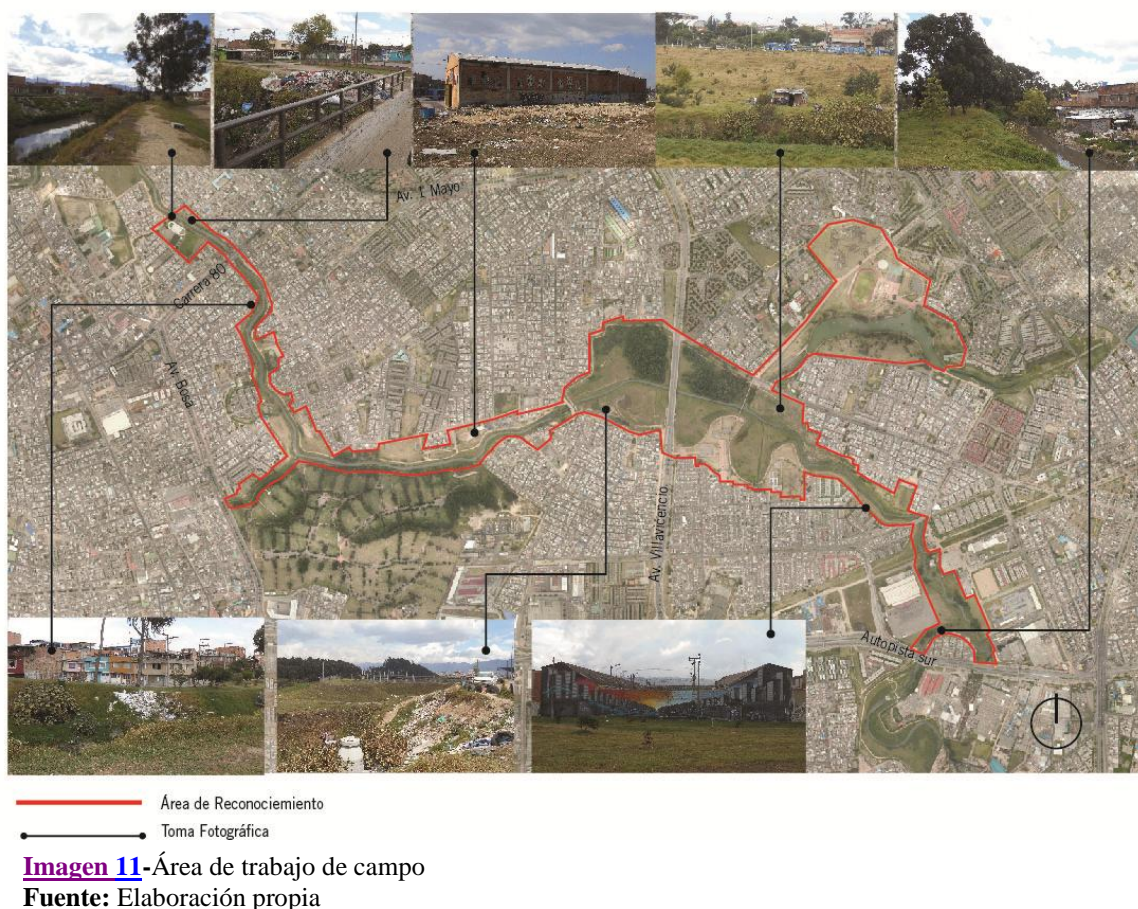 Av. 1 Mayo
Carrera 80
Av. Bosa
Av. Villavicencio
Autopista sur
Área de Reconociemiento
Toma Fotográfica
Imagen 11-Área de trabajo de campo
Fuente: Elaboración propia